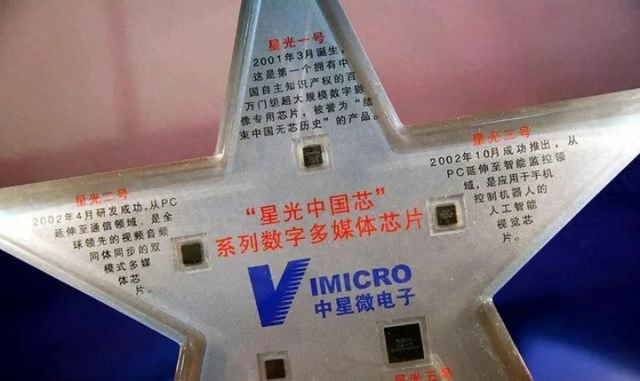 星光一号
2001年3月诞生，
这是第一个拥有中
国自主知识产权的百
万门级超大规模数字影
像专用芯片，被誉为“结
束中国无芯历史”的产品。
星光二号
2002年4月研发成功，从PC
延伸至通信领域，是全
球领先的视频音频
同体同步的双
模式多媒
体芯
片。
星光三号
2002年10月成功推出，从
PC延伸至智能监控领
域，是应用于手机
控制机器人的
人工智能
视觉芯
片。
“星光中国芯”
系列数字多媒体芯片
VIMICRO
中星微电子
星光五号